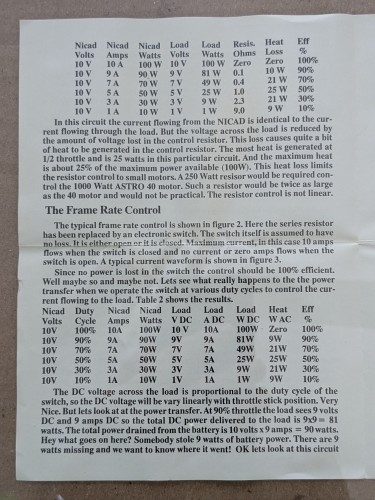 Nicad Nicad Nicad Load Load Resis. Heat Eff
Volts Amps Watts Volts Watts Ohms Loss %
10 V 10 A 100 W 10 V 100 W Zero Zero 100%
10 V 9 A 90 W 9 V 81 W 0.1 10 W 90%
10 V 7 A 70 W 7 V 49 W 0.4 21 W 70%
10 V 5 A 50 W 5 V 25 W 1.0 25 W 50%
10 V 3 A 30 W 3 V 9 W 2.3 21 W 30%
10 V 1 A 10 W 1 V 1 W 9.0 9 W 10%
In this circuit the current flowing from the NICAD is identical to the cur-
rent flowing through the load. But the voltage across the load is reduced by
the amount of voltage lost in the control resistor. This loss causes quite a bit
of heat to be generated in the control resistor. The most heat is generated at
1/2 throttle and is 25 watts in this particular circuit. And the maximum heat
is about 25% of the maximum power available (100W). This heat loss limits
the resistor control to small motors. A 250 Watt resisor would be required con-
trol the 1000 Watt ASTRO 40 motor. Such a resistor would be twice as large
as the 40 motor and would not be practical. The resistor control is not linear.
The Frame Rate Control
The typical frame rate control is shown in figure 2. Here the series resistor
has been replaced by an electronic switch. The switch itself is assumed to have
no loss. It is either open or it is closed. Maximum current, in this case 10 amps
flows when the switch is closed and no current or zero amps flows when the
switch is open. A typical current waveform is shown in figure 3.
Since no power is lost in the switch the control should be 100% efficient.
Well maybe so and maybe not. Lets see what really happens to the the power
transfer when we operate the switch at various duty cycles to control the cur-
rent flowing to the load. Table 2 shows the results.
Nicad Duty Nicad Nicad Load Load Load Heat Eff
Volts Cycle Amps Watts V DC A DC W DC W AC %
10V 100% 10A 100W 10 V 10A 100W Zero 100%
10V 90% 9A 90W 9V 9A 81W 9W 90%
10V 70% 7A 70W 7V 7A 49W 21W 70%
10V 50% 5A 50W 5V 5A 25W 25W 50%
10V 30% 3A 30W 3V 3A 9W 21W 30%
10V 10% 1A 10W 1V 1A 1W 9W 10%
The DC voltage across the load is proportional to the duty cycle of the
switch, so the DC voltage will be vary linearly with throttle stick position. Very
Nice. But lets look at at the power transfer. At 90% throttle the load sees 9 volts
DC and 9 amps DC so the total DC power delivered to the load is 9x9 = 81
watts. The total power drained from the battery is 10 volts x 9 amps = 90 watts.
Hey what goes on here? Somebody stole 9 watts of battery power. There are 9
watts missing and we want to know where it went! OK lets look at this circuit